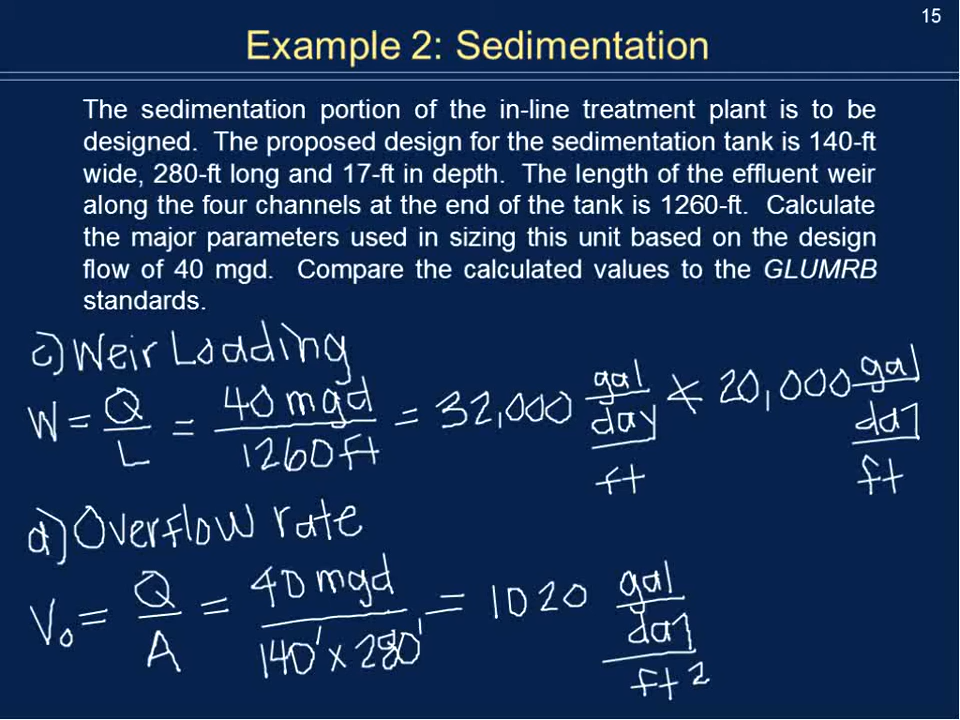 15
Example 2: Sedimentation
The sedimentation portion of the in-line treatment plant is to be
designed. The proposed design for the sedimentation tank is 140-ft
wide, 280-ft long and 17-ft in depth. The length of the effluent weir
along the four channels at the end of the tank is 1260-ft. Calculate
the major parameters used in sizing this unit based on the design
flow of 40 mgd. Compare the calculated values to the GLUMRB
standards.
c) Weir Loading
W = Q/L = 40 mgd/1260 ft = 32,000 gal/day/ft ≮ 20,000 gal/day/ft
d) Overflow rate
V₀ = Q/A = 40 mgd/140' x 280' = 1020 gal/day/ft2